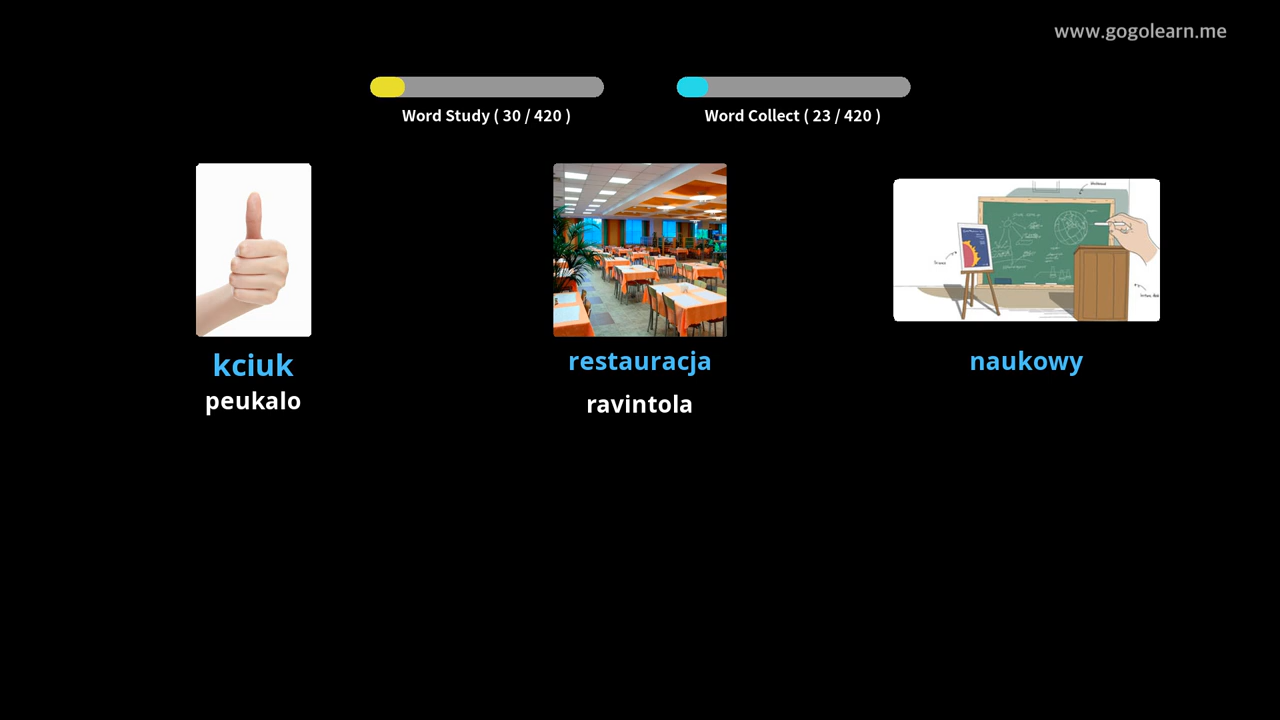 www.gogolearn.me
Word Study ( 30 / 420 )
Word Collect ( 23 / 420 )
kciuk
peukalo
restauracja
ravintola
naukowy